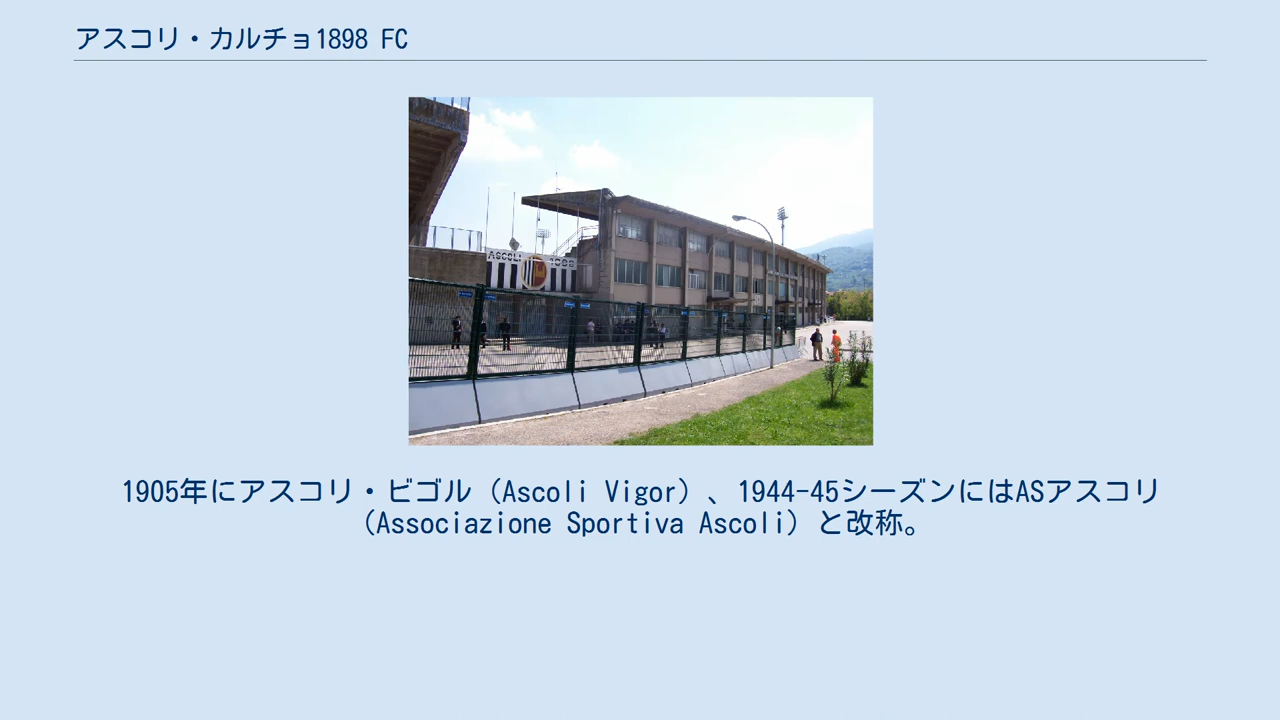 アスコリ・カルチョ1898 FC
ASCOLI 1898
1905年にアスコリ・ビゴル（Ascoli Vigor）、1944-45シーズンにはASアスコリ
（Associazione Sportiva Ascoli）と改称。